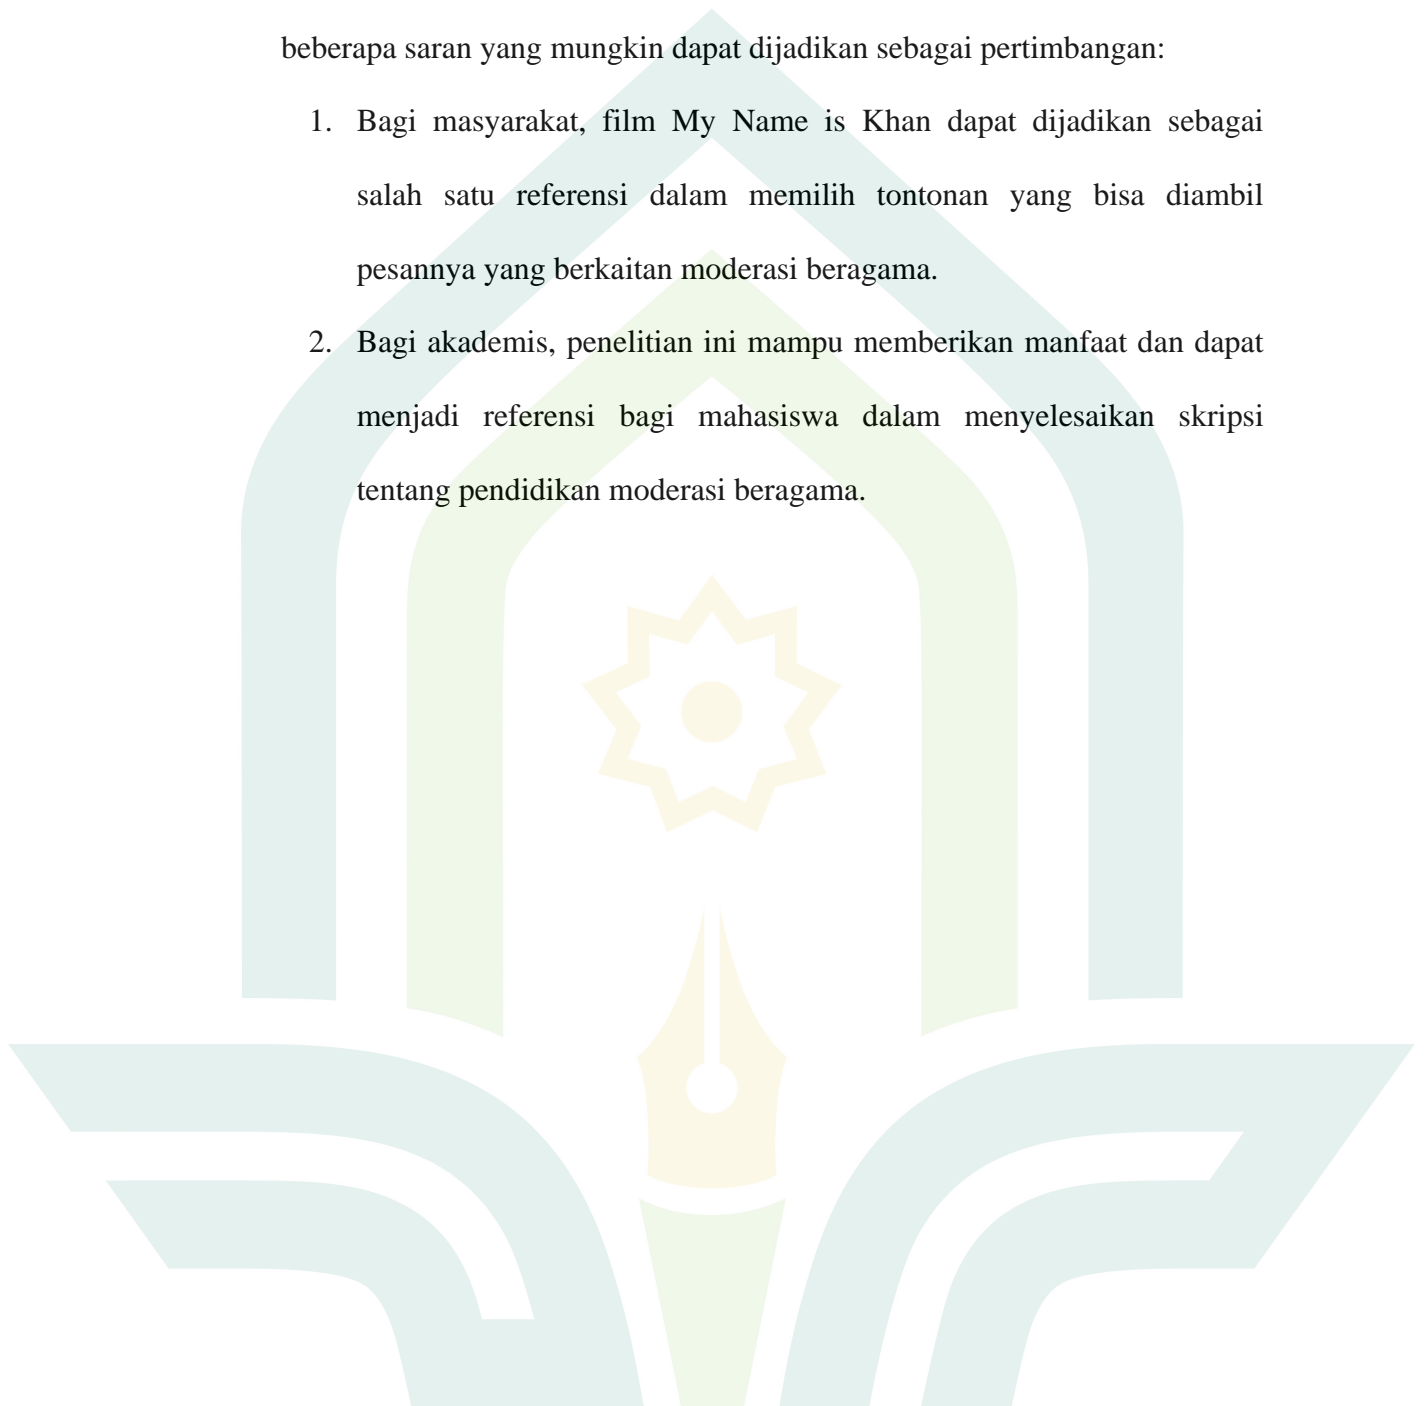 beberapa saran yang mungkin dapat dijadikan sebagai pertimbangan:
1. Bagi masyarakat, film My Name is Khan dapat dijadikan sebagai
salah satu referensi dalam memilih tontonan yang bisa diambil
pesannya yang berkaitan moderasi beragama.
2. Bagi akademis, penelitian ini mampu memberikan manfaat dan dapat
menjadi referensi bagi mahasiswa dalam menyelesaikan skripsi
tentang pendidikan moderasi beragama.